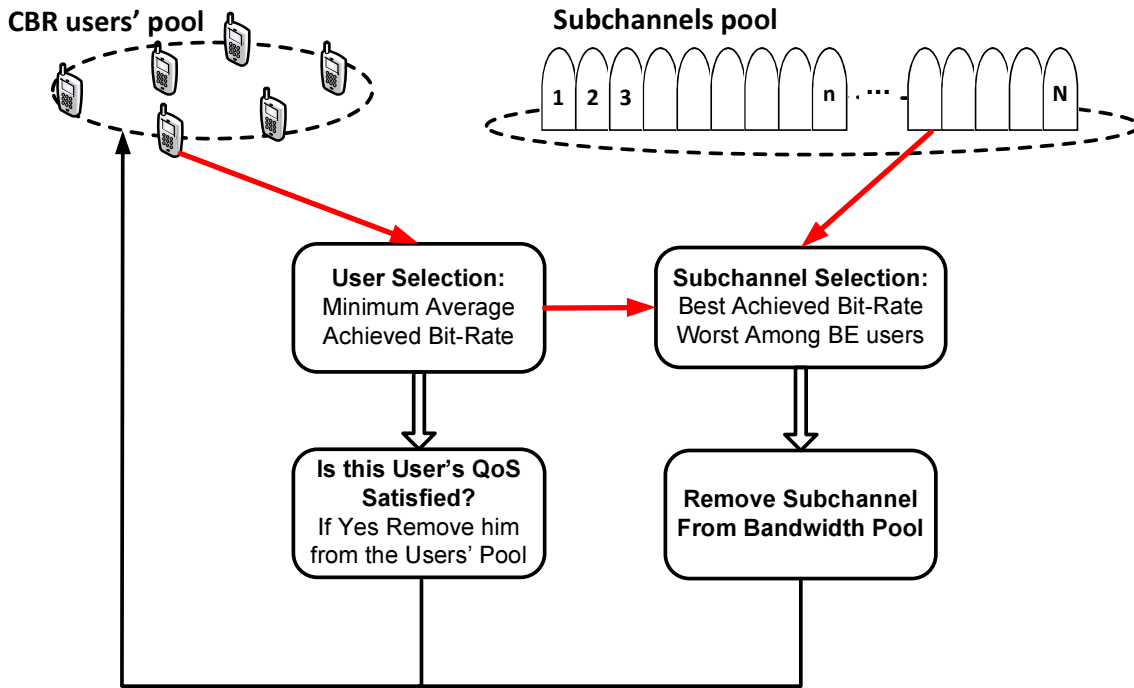 CBR users’ pool
Subchannels pool
1 2 3 n ... N
User Selection:
Minimum Average
Achieved Bit-Rate
Subchannel Selection:
Best Achieved Bit-Rate
Worst Among BE users
Is this User’s QoS
Satisfied?
If Yes Remove him
from the Users’ Pool
Remove Subchannel
From Bandwidth Pool